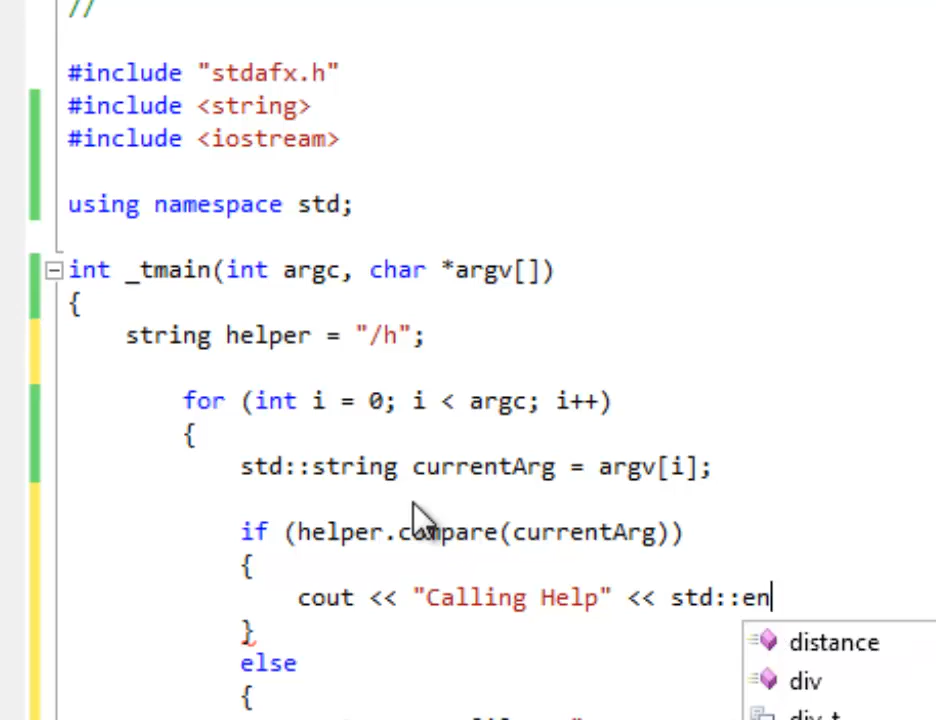 //
#include "stdafx.h"
#include <string>
#include <iostream>
using namespace std;
int _tmain(int argc, char *argv[])
{
string helper = "/h";
for (int i = 0; i < argc; i++)
{
std::string currentArg = argv[i];
if (helper.compare(currentArg))
{
cout << "Calling Help" << std::en
}
distance
else
div
{